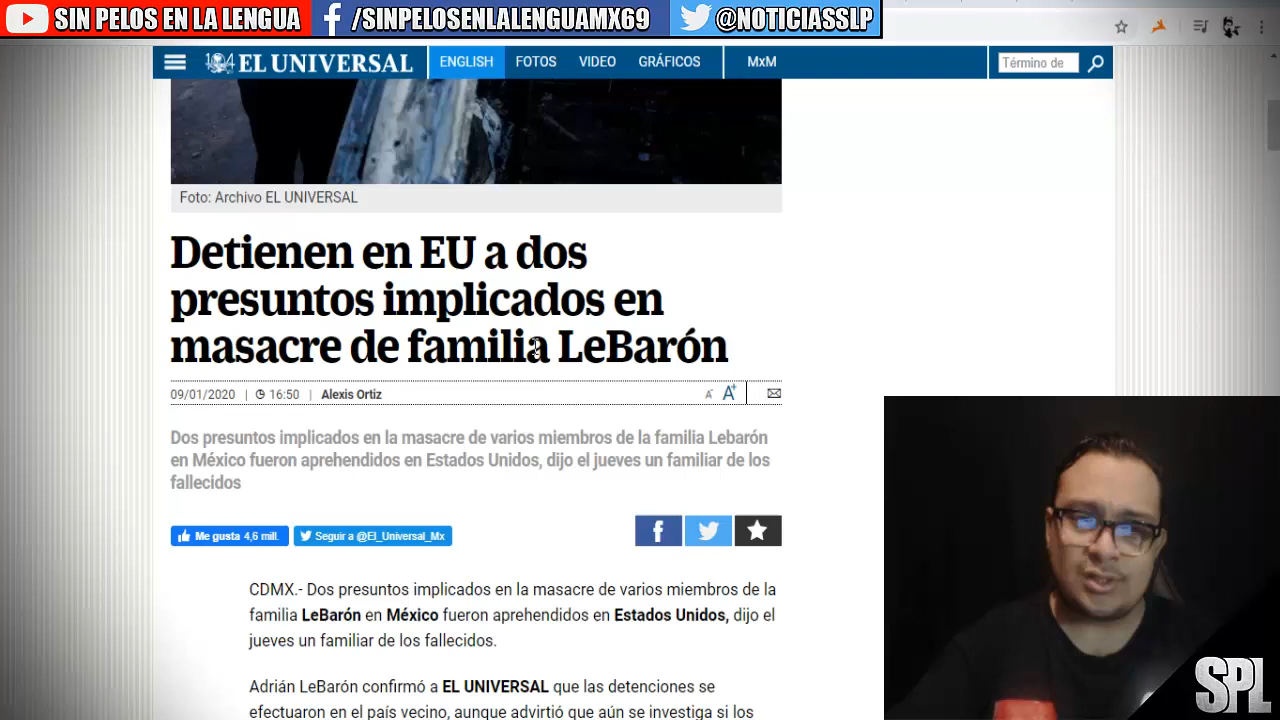 SIN PELOS EN LA LENGUA
/SINPELOSENLALENGUAMX69
@NOTICIASSLP
104 EL UNIVERSAL
ENGLISH
FOTOS
VIDEO
GRÁFICOS
MxM
Término de
Foto: Archivo EL UNIVERSAL
Detienen en EU a dos
presuntos implicados en
masacre de familia LeBarón
09/01/2020 | 16:50 | Alexis Ortiz
A- A+
Dos presuntos implicados en la masacre de varios miembros de la familia Lebarón
en México fueron aprehendidos en Estados Unidos, dijo el jueves un familiar de los
fallecidos
Me gusta 4,6 mill.
Seguir a @El_Universal_Mx
CDMX.- Dos presuntos implicados en la masacre de varios miembros de la
familia LeBarón en México fueron aprehendidos en Estados Unidos, dijo el
jueves un familiar de los fallecidos.
Adrián LeBarón confirmó a EL UNIVERSAL que las detenciones se
efectuaron en el país vecino, aunque advirtió que aún se investiga si los
SPL